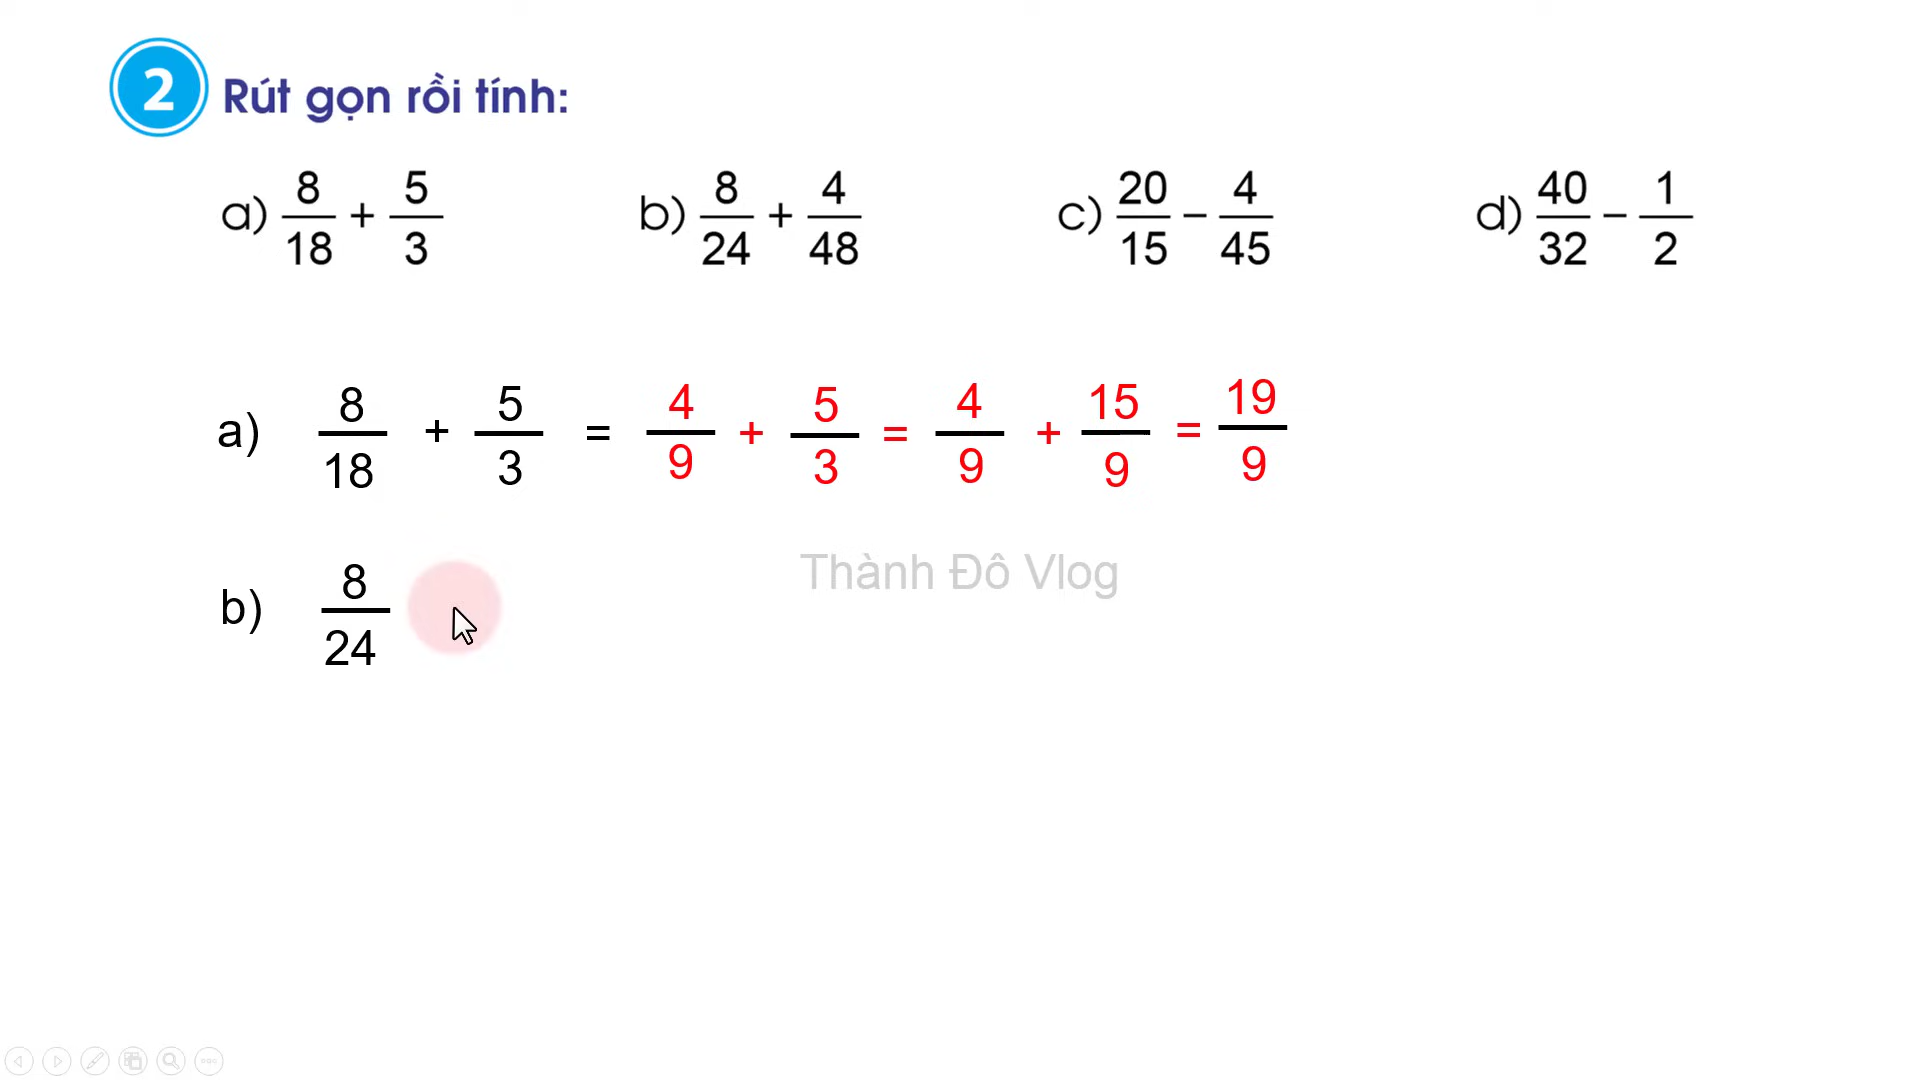 2 Rút gọn rồi tính:
a) 8/18 + 5/3 b) 8/24 + 4/48 c) 20/15 − 4/45 d) 40/32 − 1/2
a) 8/18 + 5/3 = 4/9 + 5/3 = 4/9 + 15/9 = 19/9
Thành Đô Vlog
b) 8/24